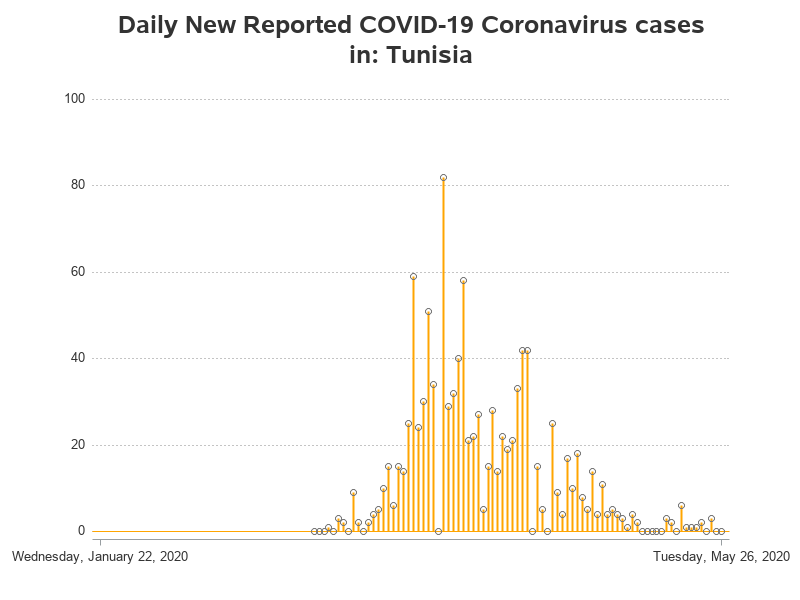 Daily New Reported COVID-19 Coronavirus cases
in: Tunisia
100
80
60
40
20
0
Wednesday, January 22, 2020
Tuesday, May 26, 2020